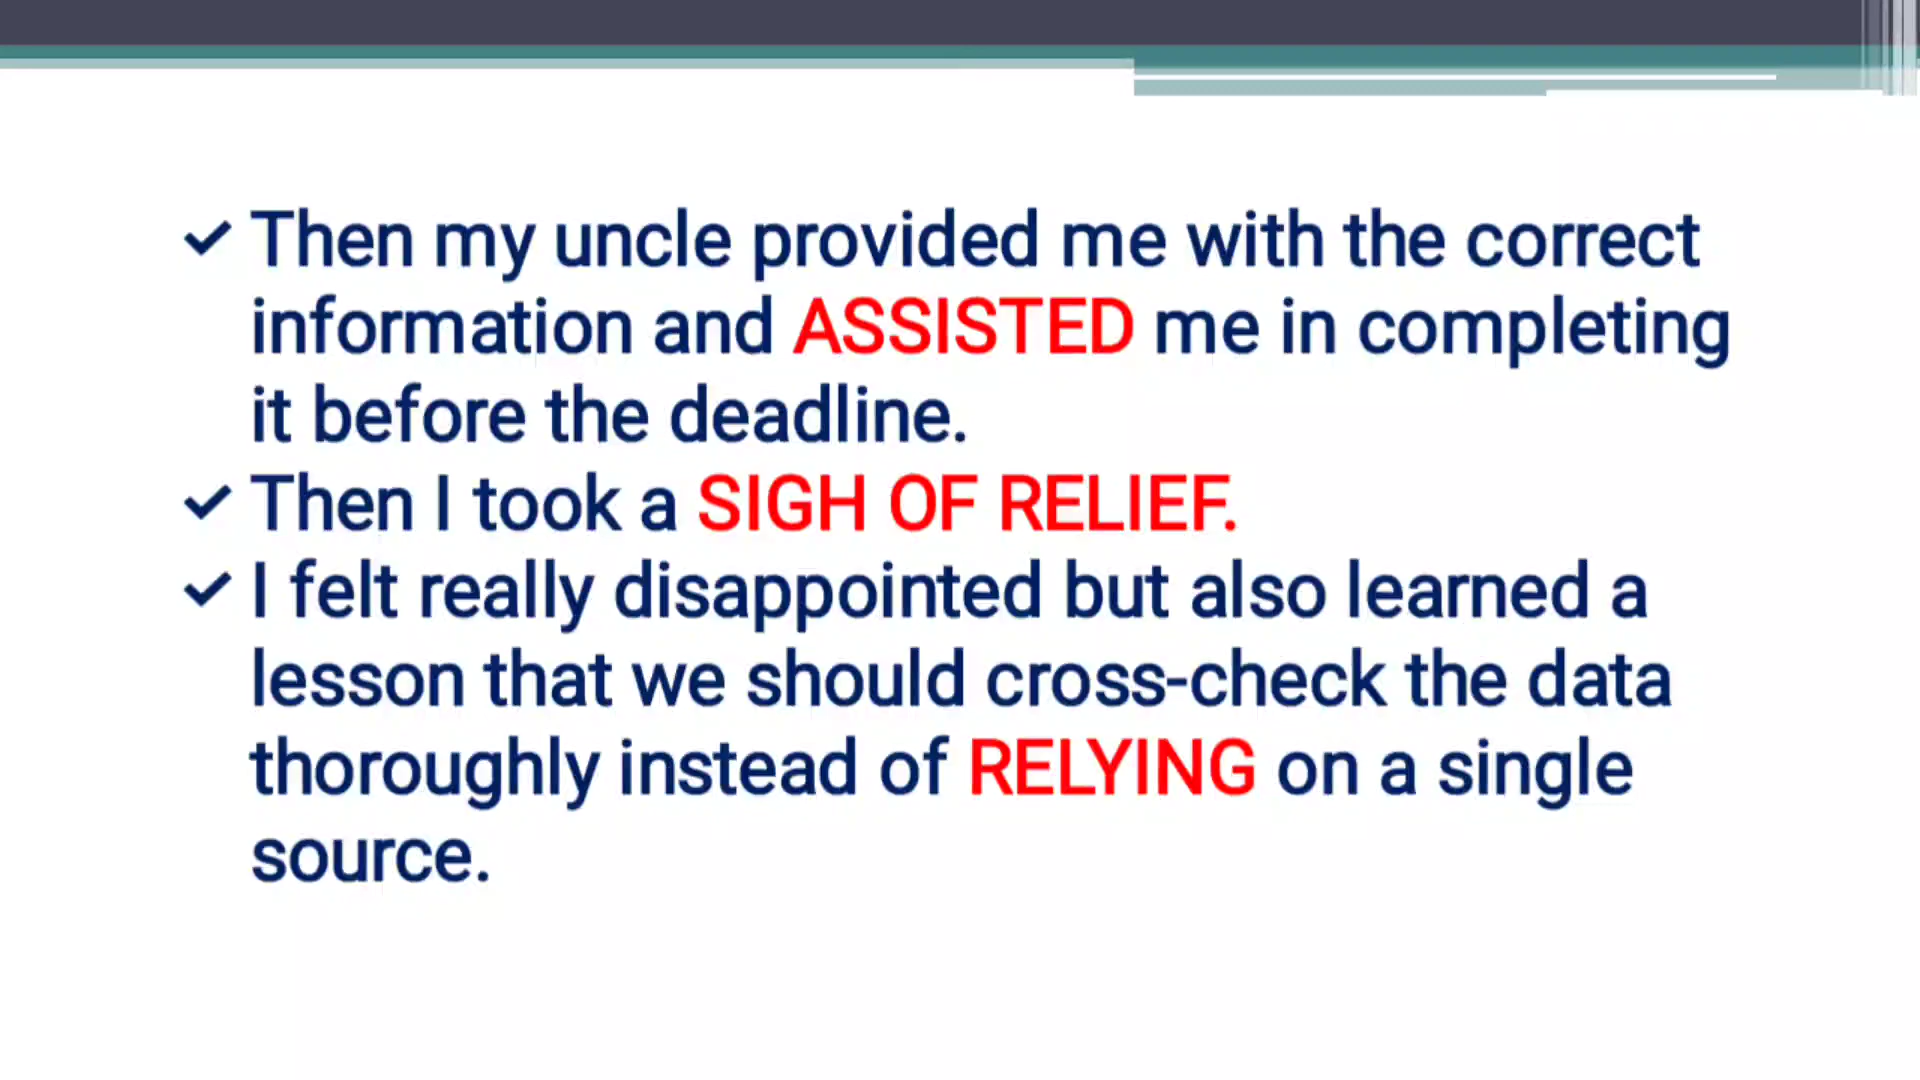 ✓ Then my uncle provided me with the correct
information and ASSISTED me in completing
it before the deadline.
✓ Then I took a SIGH OF RELIEF.
✓ I felt really disappointed but also learned a
lesson that we should cross-check the data
thoroughly instead of RELYING on a single
source.